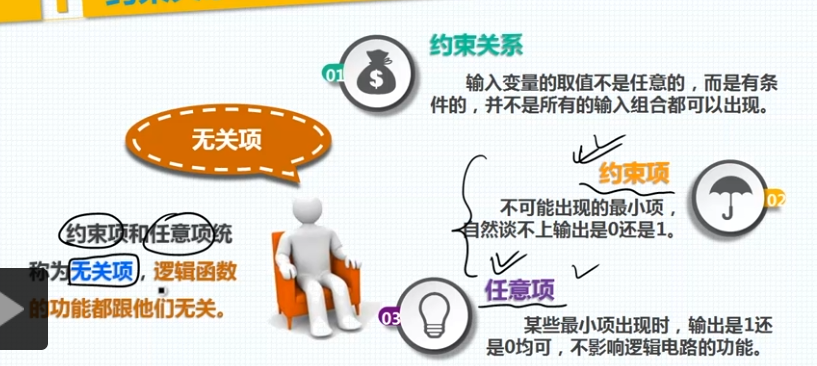 01
约束关系
输入变量的取值不是任意的，而是有条
件的，并不是所有的输入组合都可以出现。
无关项
约束项
02
不可能出现的最小项，
自然谈不上输出是0还是1。
约束项和任意项统
称为无关项，逻辑函数
的功能都跟他们无关。
任意项
03
某些最小项出现时，输出是1还
是0均可，不影响逻辑电路的功能。